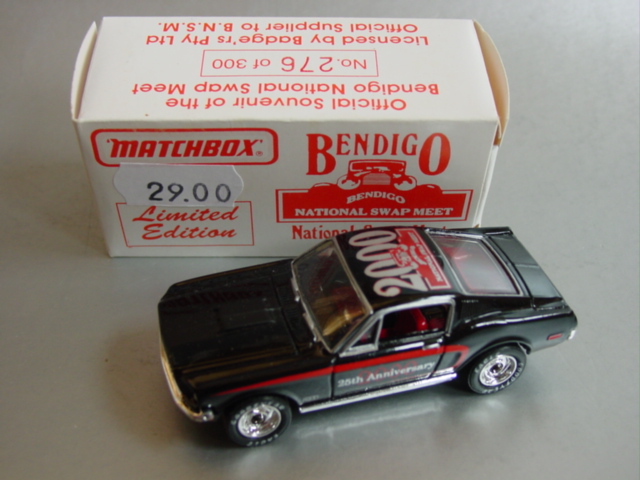 Official Souvenir of the
Bendigo National Swap Meet
No. 276 of 300
Licensed by Badge'rs Pty Ltd
Official Supplier to B.N.S.M.
MATCHBOX
29.00
Limited
Edition
BENDIGO
BENDIGO
NATIONAL SWAP MEET
National
2000
25th Anniversary